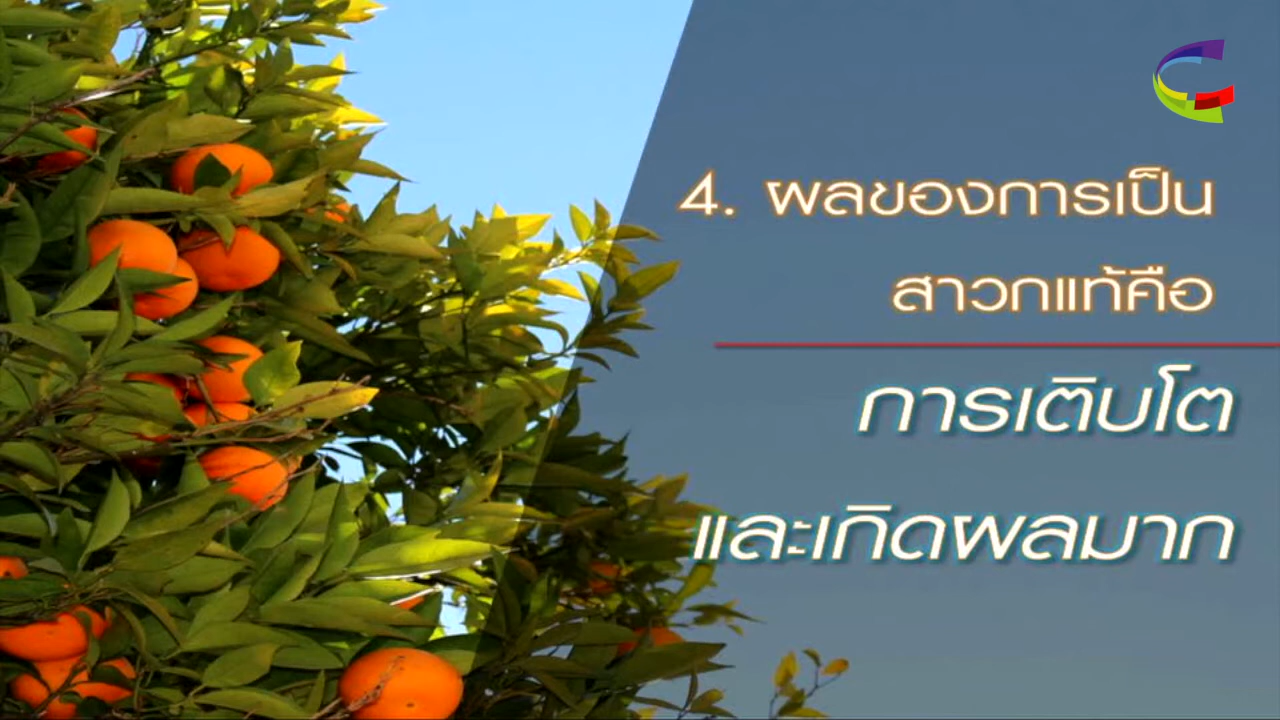 4. ผลของการเป็น
สาวกแท้คือ
การเติบโต
และเกิดผลมาก